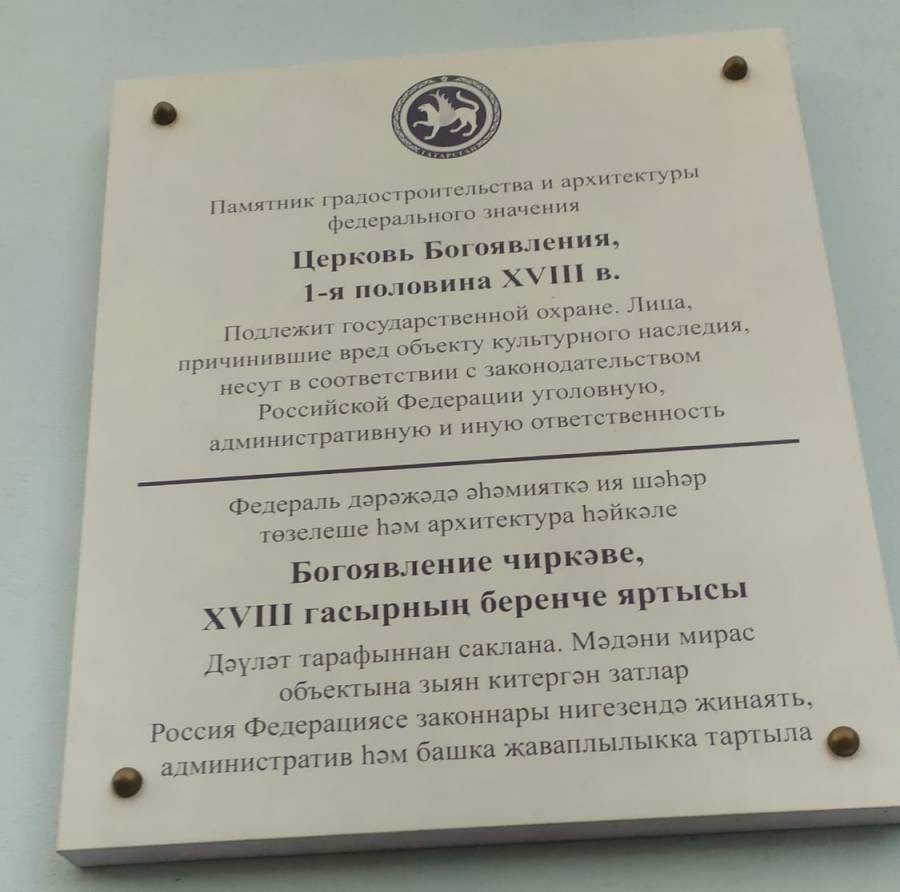 ТАТАРСТАН
Памятник градостроительства и архитектуры
федерального значения
Церковь Богоявления,
1-я половина XVIII в.
Подлежит государственной охране. Лица,
причинившие вред объекту культурного наследия,
несут в соответствии с законодательством
Российской Федерации уголовную,
административную и иную ответственность
Федераль дәрәҗәдә әһәмияткә ия шәһәр
төзелеше һәм архитектура һәйкәле
Богоявление чиркәве,
XVIII гасырның беренче яртысы
Дәүләт тарафыннан саклана. Мәдәни мирас
объектына зыян китергән затлар
Россия Федерациясе законнары нигезендә җинаять,
административ һәм башка җаваплылыкка тартыла